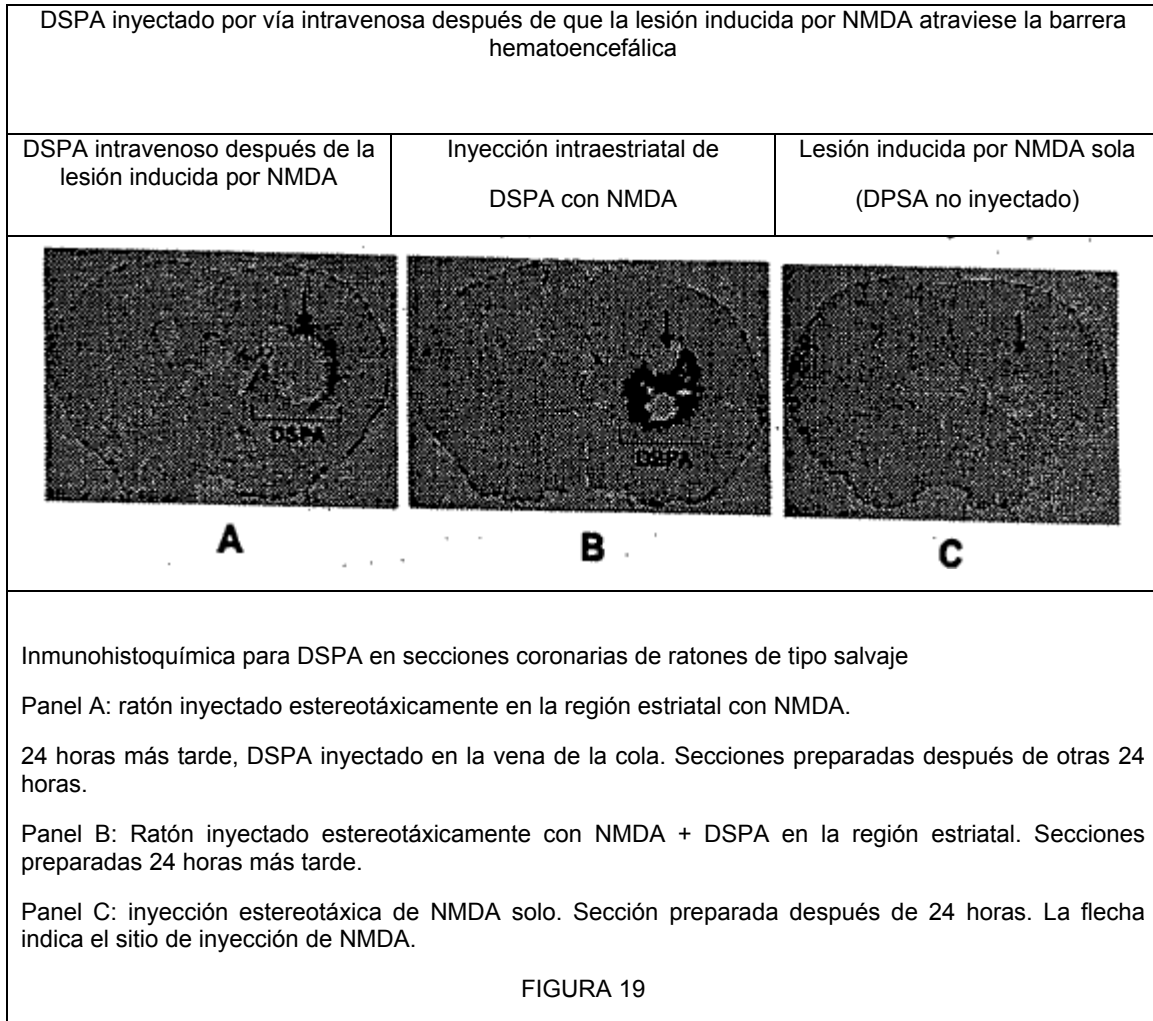 DSPA inyectado por vía intravenosa después de que la lesión inducida por NMDA atraviese la barrera
hematoencefálica
DSPA intravenoso después de la
lesión inducida por NMDA
Inyección intraestriatal de
DSPA con NMDA
Lesión inducida por NMDA sola
(DPSA no inyectado)
DSPA
DSPA
A
B
C
Inmunohistoquímica para DSPA en secciones coronarias de ratones de tipo salvaje
Panel A: ratón inyectado estereotáxicamente en la región estriatal con NMDA.
24 horas más tarde, DSPA inyectado en la vena de la cola. Secciones preparadas después de otras 24
horas.
Panel B: Ratón inyectado estereotáxicamente con NMDA + DSPA en la región estriatal. Secciones
preparadas 24 horas más tarde.
Panel C: inyección estereotáxica de NMDA solo. Sección preparada después de 24 horas. La flecha
indica el sitio de inyección de NMDA.
FIGURA 19